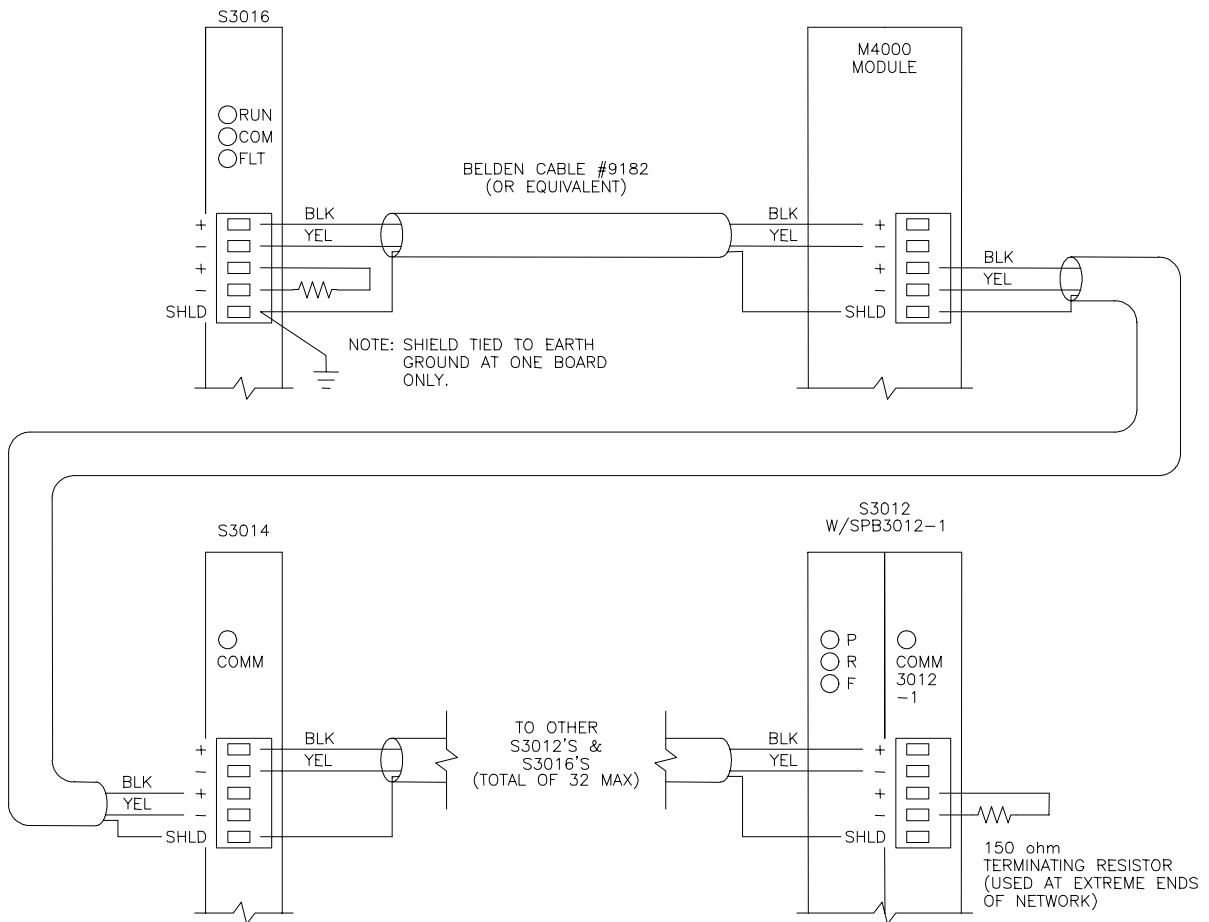 S3016
RUN
COM
FLT
M4000
MODULE
BELDEN CABLE #9182
(OR EQUIVALENT)
+
-
+
-
SHLD
BLK
YEL
BLK
YEL
+
-
+
-
SHLD
BLK
YEL
NOTE: SHIELD TIED TO EARTH
GROUND AT ONE BOARD
ONLY.
S3014
COMM
S3012
W/SPB3012-1
P
R
F
COMM
3012
-1
BLK
YEL
+
-
+
-
SHLD
BLK
YEL
TO OTHER
S3012'S &
S3016'S
(TOTAL OF 32 MAX)
BLK
YEL
+
-
+
-
SHLD
150 ohm
TERMINATING RESISTOR
(USED AT EXTREME ENDS
OF NETWORK)